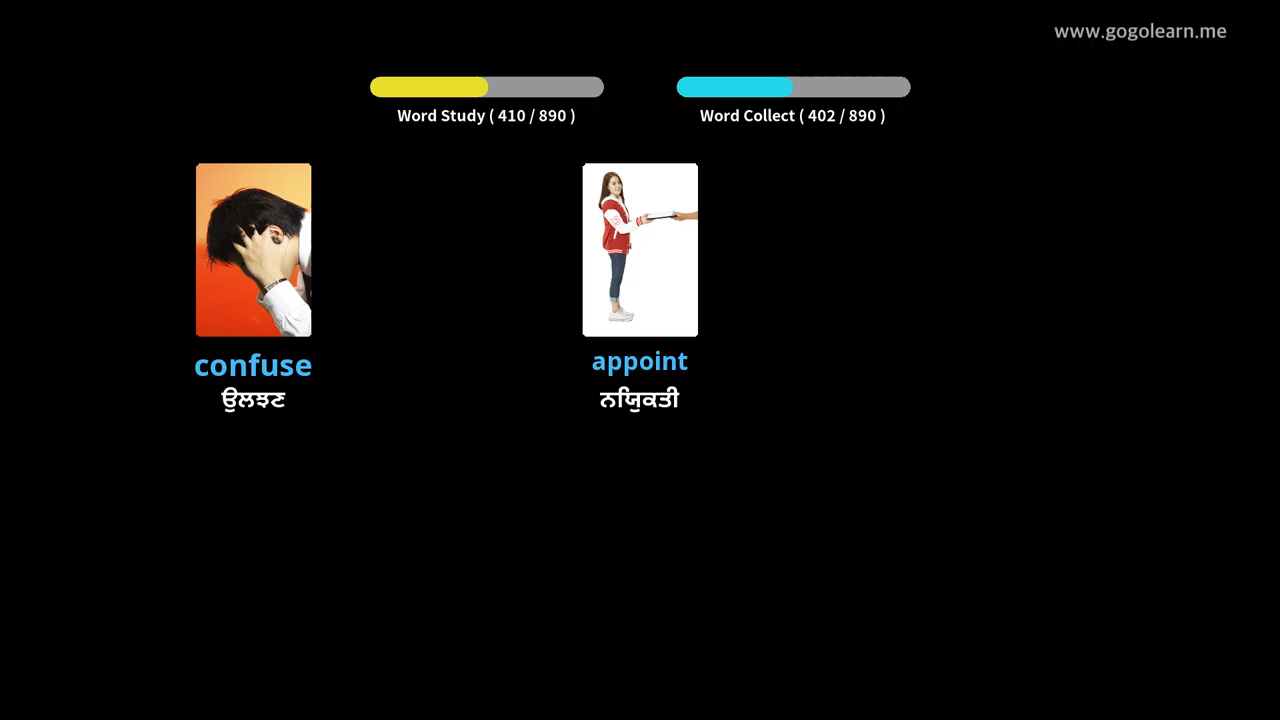 www.gogolearn.me
Word Study ( 410 / 890 )
Word Collect ( 402 / 890 )
confuse
ਉਲਝਣ
appoint
ਨਿਯੁਕਤੀ